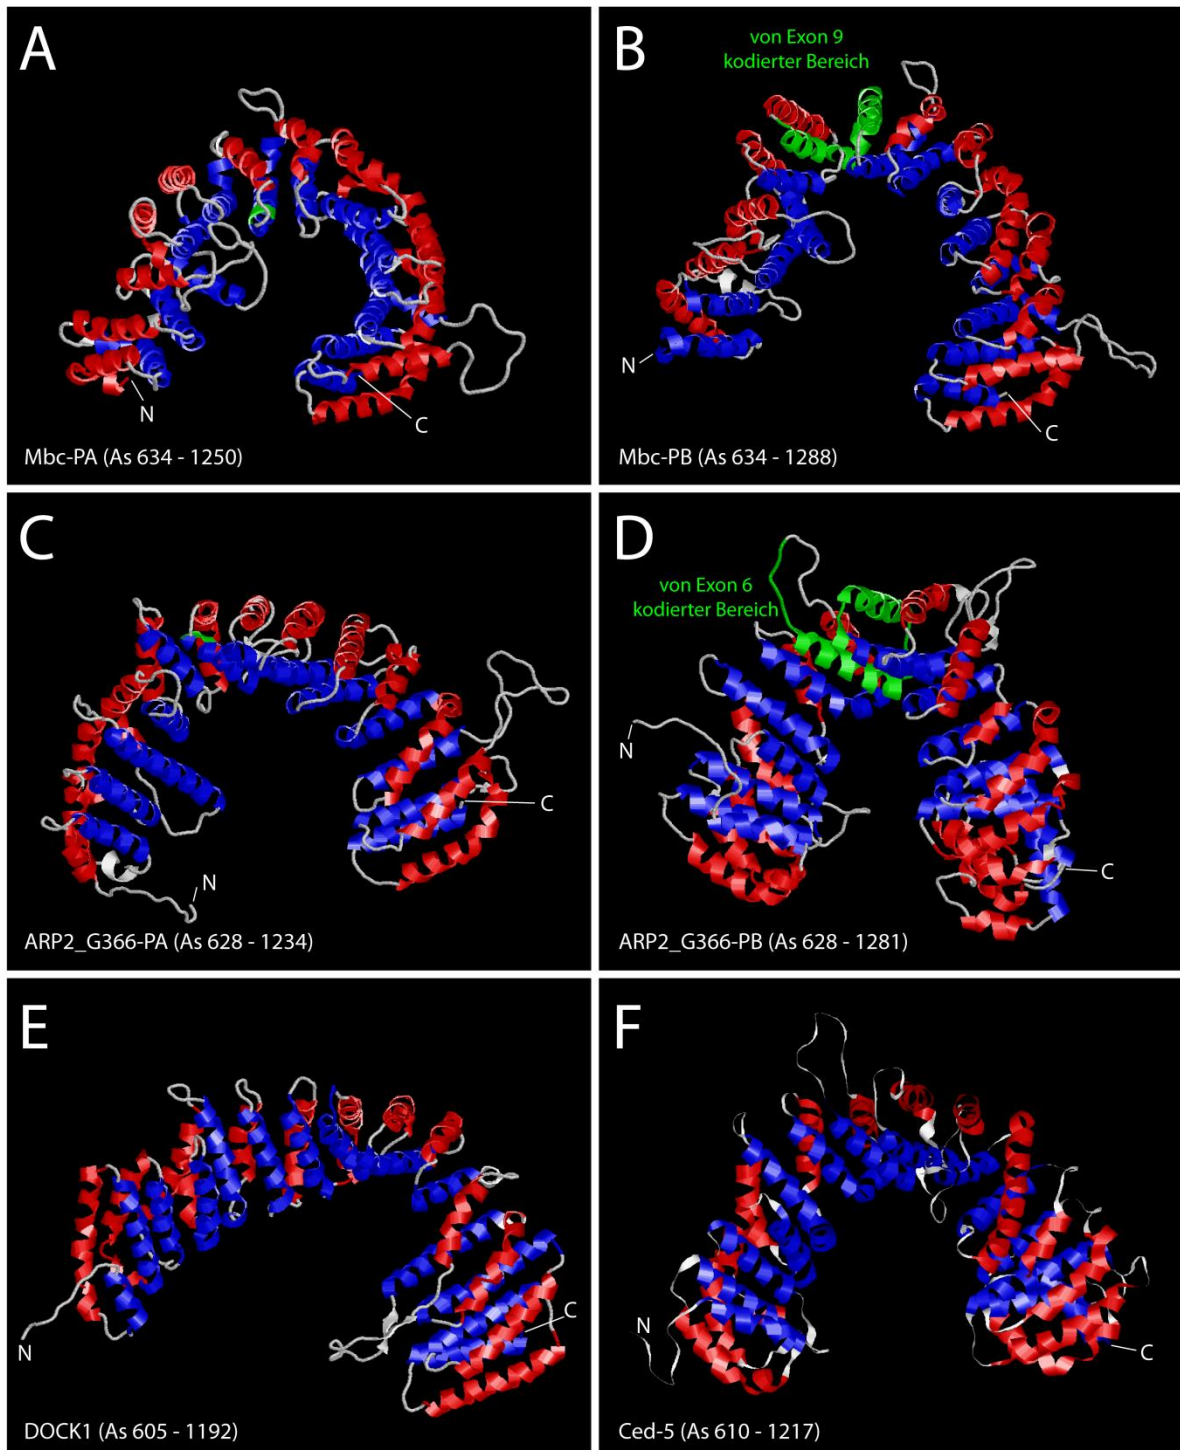 A
N
C
Mbc-PA (As 634 - 1250)
B
von Exon 9
kodierter Bereich
N
C
Mbc-PB (As 634 - 1288)
C
N
C
ARP2_G366-PA (As 628 - 1234)
D
von Exon 6
kodierter Bereich
N
C
ARP2_G366-PB (As 628 - 1281)
E
N
C
DOCK1 (As 605 - 1192)
F
N
C
Ced-5 (As 610 - 1217)